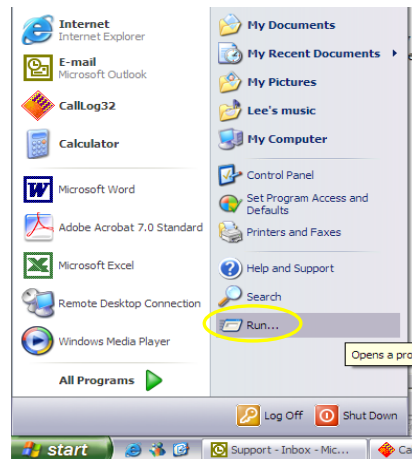 Internet
Internet Explorer
E-mail
Microsoft Outlook
CallLog32
Calculator
Microsoft Word
Adobe Acrobat 7.0 Standard
Microsoft Excel
Remote Desktop Connection
Windows Media Player
All Programs
My Documents
My Recent Documents
My Pictures
Lee's music
My Computer
Control Panel
Set Program Access and
Defaults
Printers and Faxes
Help and Support
Search
Run...
Opens a pro
Log Off
Shut Down
start
Support - Inbox - Mic...
Ca